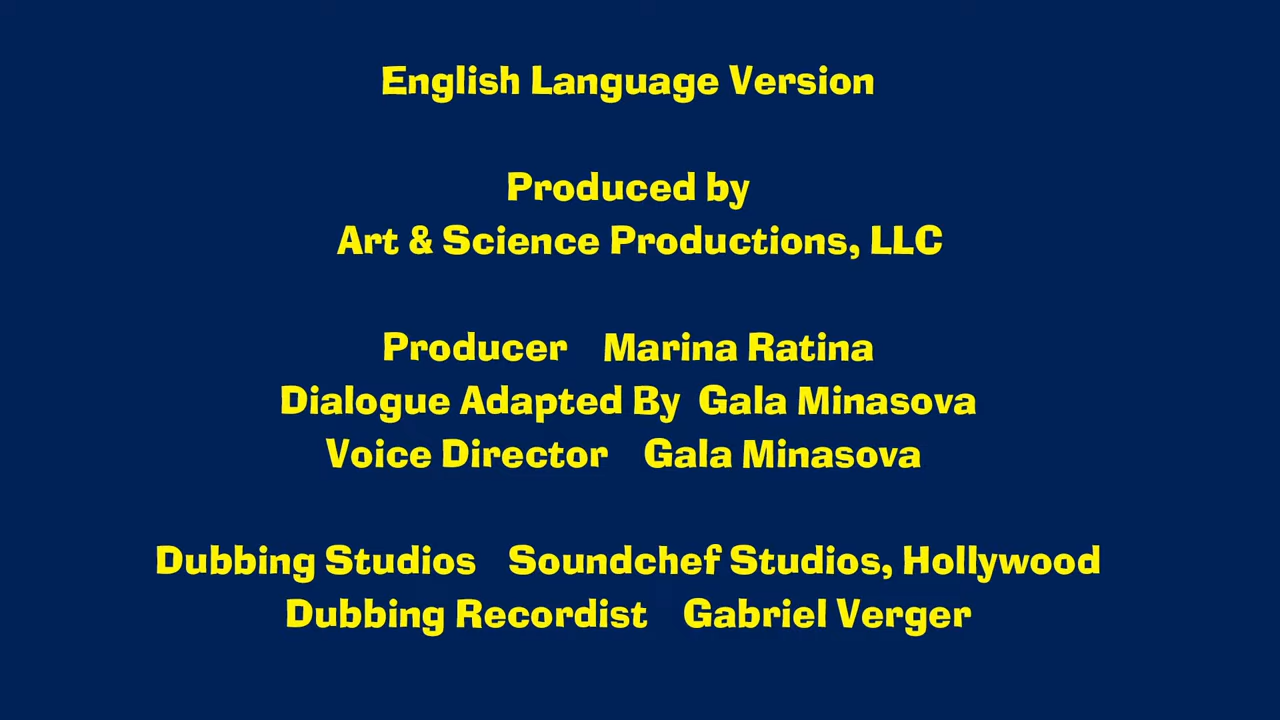 English Language Version
Produced by
Art & Science Productions, LLC
Producer Marina Ratina
Dialogue Adapted By Gala Minasova
Voice Director Gala Minasova
Dubbing Studios Soundchef Studios, Hollywood
Dubbing Recordist Gabriel Verger